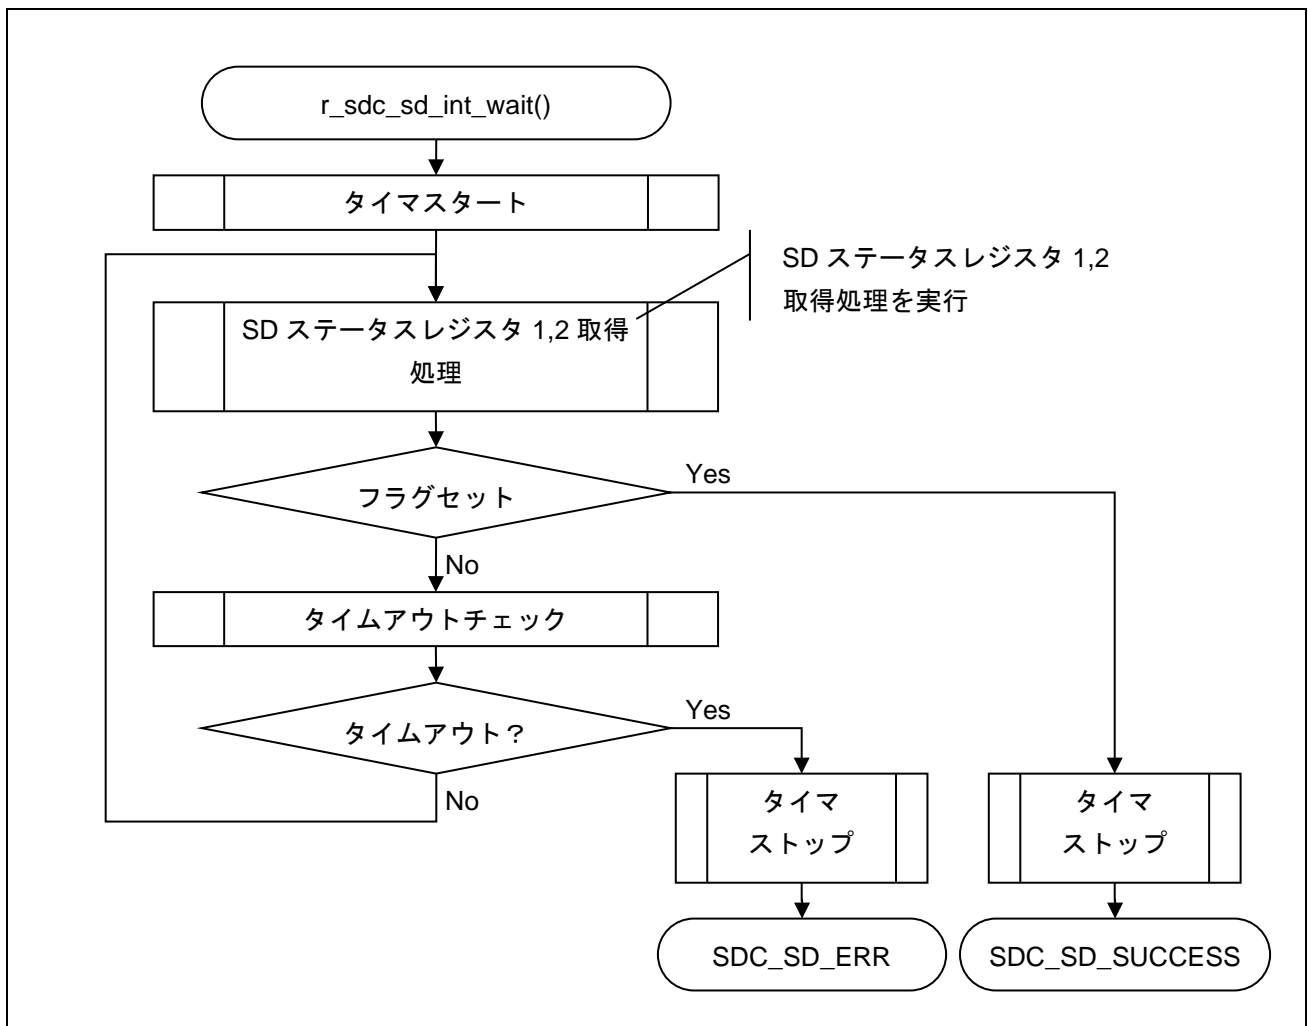 r_sdc_sd_int_wait()
タイマスタート
SD ステータスレジスタ 1,2
取得処理を実行
SD ステータスレジスタ 1,2 取得
処理
フラグセット
Yes
No
タイムアウトチェック
タイムアウト？
Yes
No
タイマ
ストップ
タイマ
ストップ
SDC_SD_ERR
SDC_SD_SUCCESS